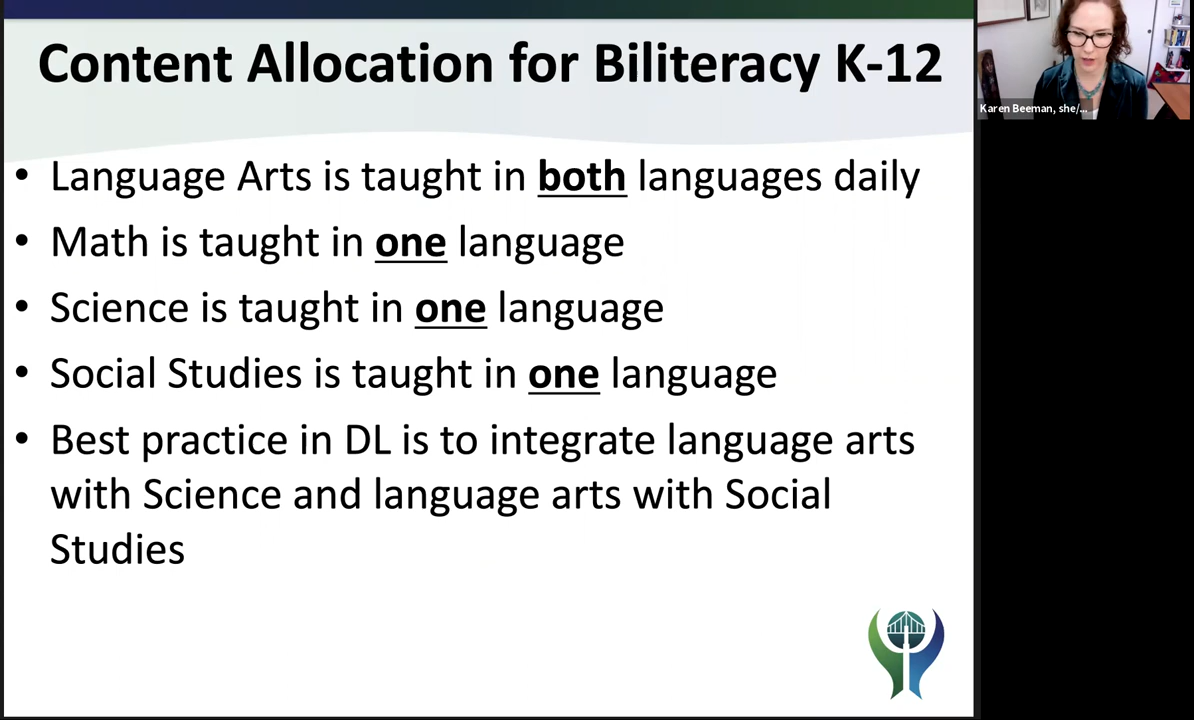 Content Allocation for Biliteracy K-12
• Language Arts is taught in both languages daily
• Math is taught in one language
• Science is taught in one language
• Social Studies is taught in one language
• Best practice in DL is to integrate language arts
with Science and language arts with Social
Studies
Karen Beeman, she/...